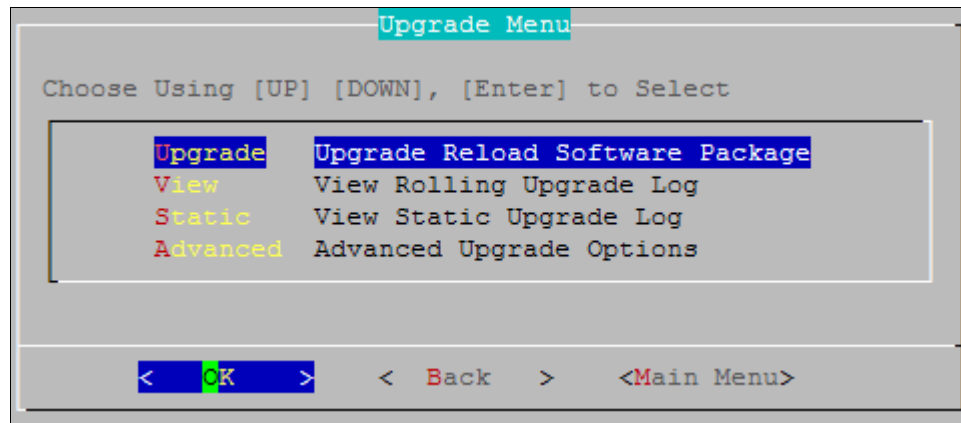 Upgrade Menu
Choose Using [UP] [DOWN], [Enter] to Select
Upgrade Upgrade Reload Software Package
View View Rolling Upgrade Log
Static View Static Upgrade Log
Advanced Advanced Upgrade Options
< OK > < Back > <Main Menu>